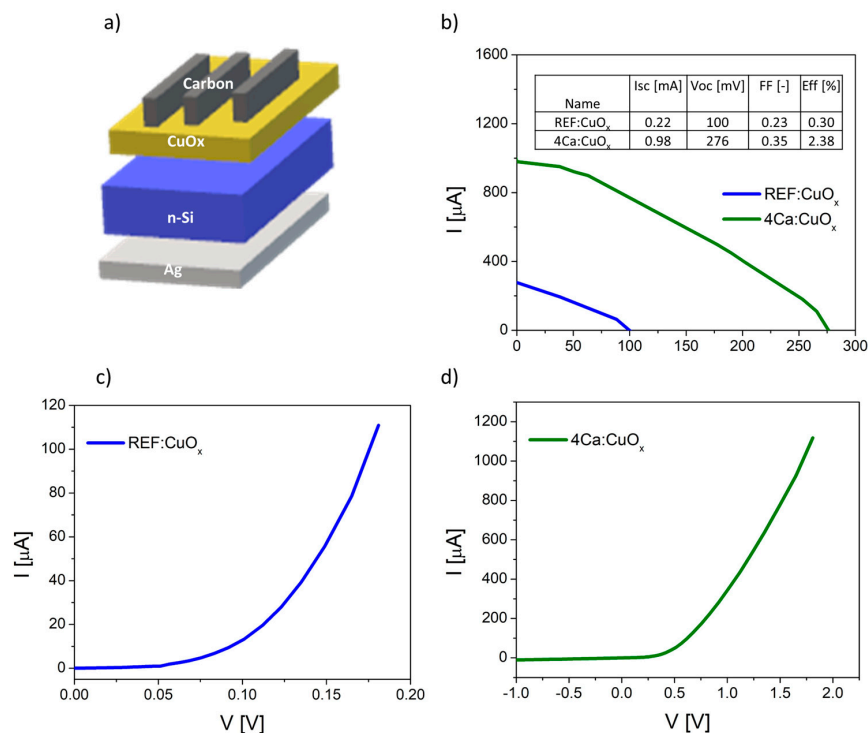 a)
Carbon
CuOx
n-Si
Ag
b)
I [µA]
1600
1200
800
400
0
Name Isc [mA] Voc [mV] FF [-] Eff [%]
REF:CuOₓ 0.22 100 0.23 0.30
4Ca:CuOₓ 0.98 276 0.35 2.38
REF:CuOₓ
4Ca:CuOₓ
0 50 100 150 200 250 300
c)
I [µA]
120
100
80
60
40
20
0
REF:CuOₓ
0.00 0.05 0.10 0.15 0.20
V [V]
d)
I [µA]
1200
1000
800
600
400
200
0
4Ca:CuOₓ
-1.0 -0.5 0.0 0.5 1.0 1.5 2.0
V [V]